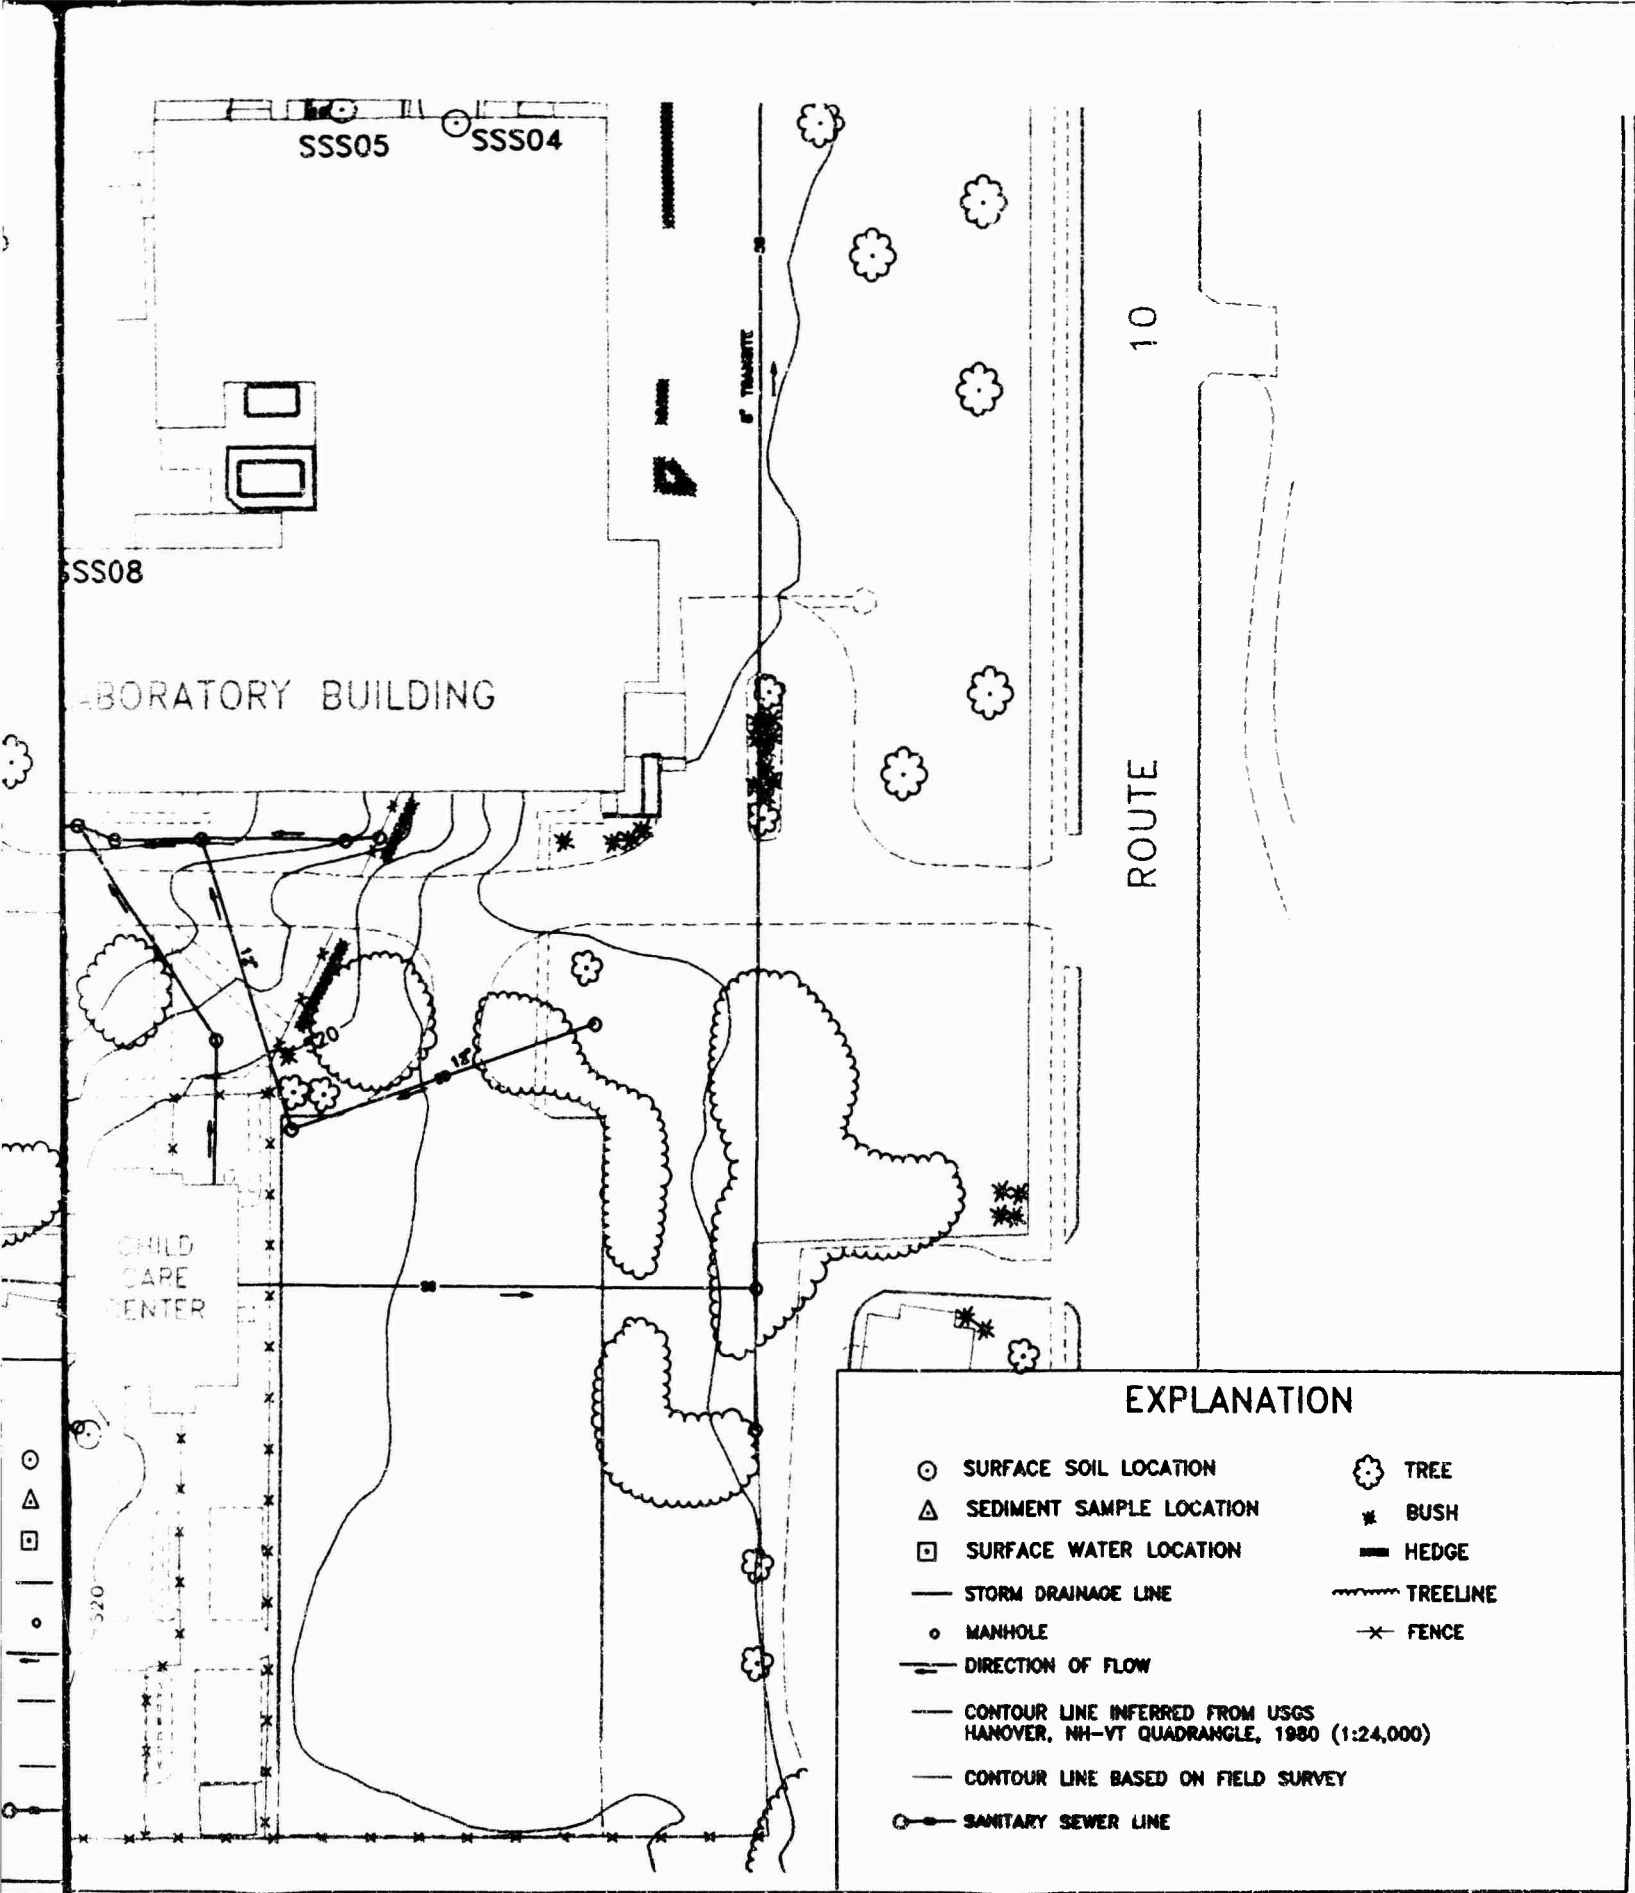 SSS05
SSS04
8" TRANSITE
10
SSS08
ABORATORY BUILDING
ROUTE
12"
520
12"
CHILD
CARE
CENTER
520
EXPLANATION
SURFACE SOIL LOCATION
SEDIMENT SAMPLE LOCATION
SURFACE WATER LOCATION
STORM DRAINAGE LINE
MANHOLE
DIRECTION OF FLOW
CONTOUR LINE INFERRED FROM USGS
HANOVER, NH-VT QUADRANGLE, 1980 (1:24,000)
CONTOUR LINE BASED ON FIELD SURVEY
SANITARY SEWER LINE
TREE
BUSH
HEDGE
TREELINE
FENCE